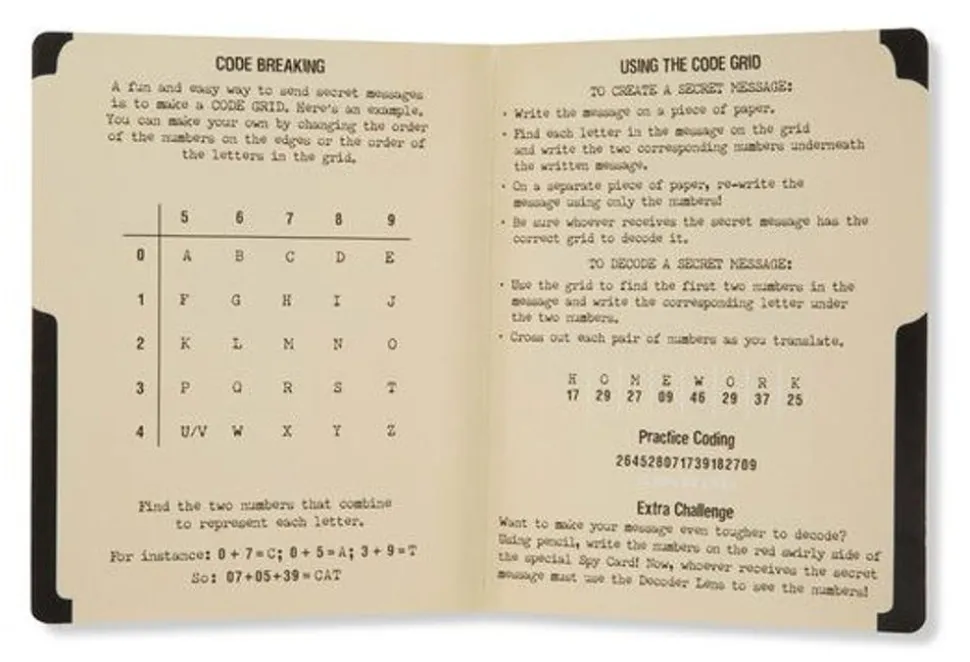 CODE BREAKING
A fun and easy way to send secret messages
is to make a CODE GRID. Here's an example.
You can make your own by changing the order
of the numbers on the edges or the order of
the letters in the grid.
5 6 7 8 9
0 A B C D E
1 F G H I J
2 K L M N O
3 P Q R S T
4 U/V W X Y Z
Find the two numbers that combine
to represent each letter.
For instance: 0+7=C; 0+5=A; 3+9=T
So: 07+05+39=CAT
USING THE CODE GRID
TO CREATE A SECRET MESSAGE:
• Write the message on a piece of paper.
• Find each letter in the message on the grid
and write the two corresponding numbers underneath
the written message.
• On a separate piece of paper, re-write the
message using only the numbers!
• Be sure whoever receives the secret message has the
correct grid to decode it.
TO DECODE A SECRET MESSAGE:
• Use the grid to find the first two numbers in the
message and write the corresponding letter under
the two numbers.
• Cross out each pair of numbers as you translate.
H O M E W O R K
17 29 27 09 46 29 37 25
Practice Coding
264528071739182709
Extra Challenge
Want to make your message even tougher to decode?
Using pencil, write the numbers on the red swirly side of
the special Spy Card! Now, whoever receives the secret
message must use the Decoder Lens to see the numbers!